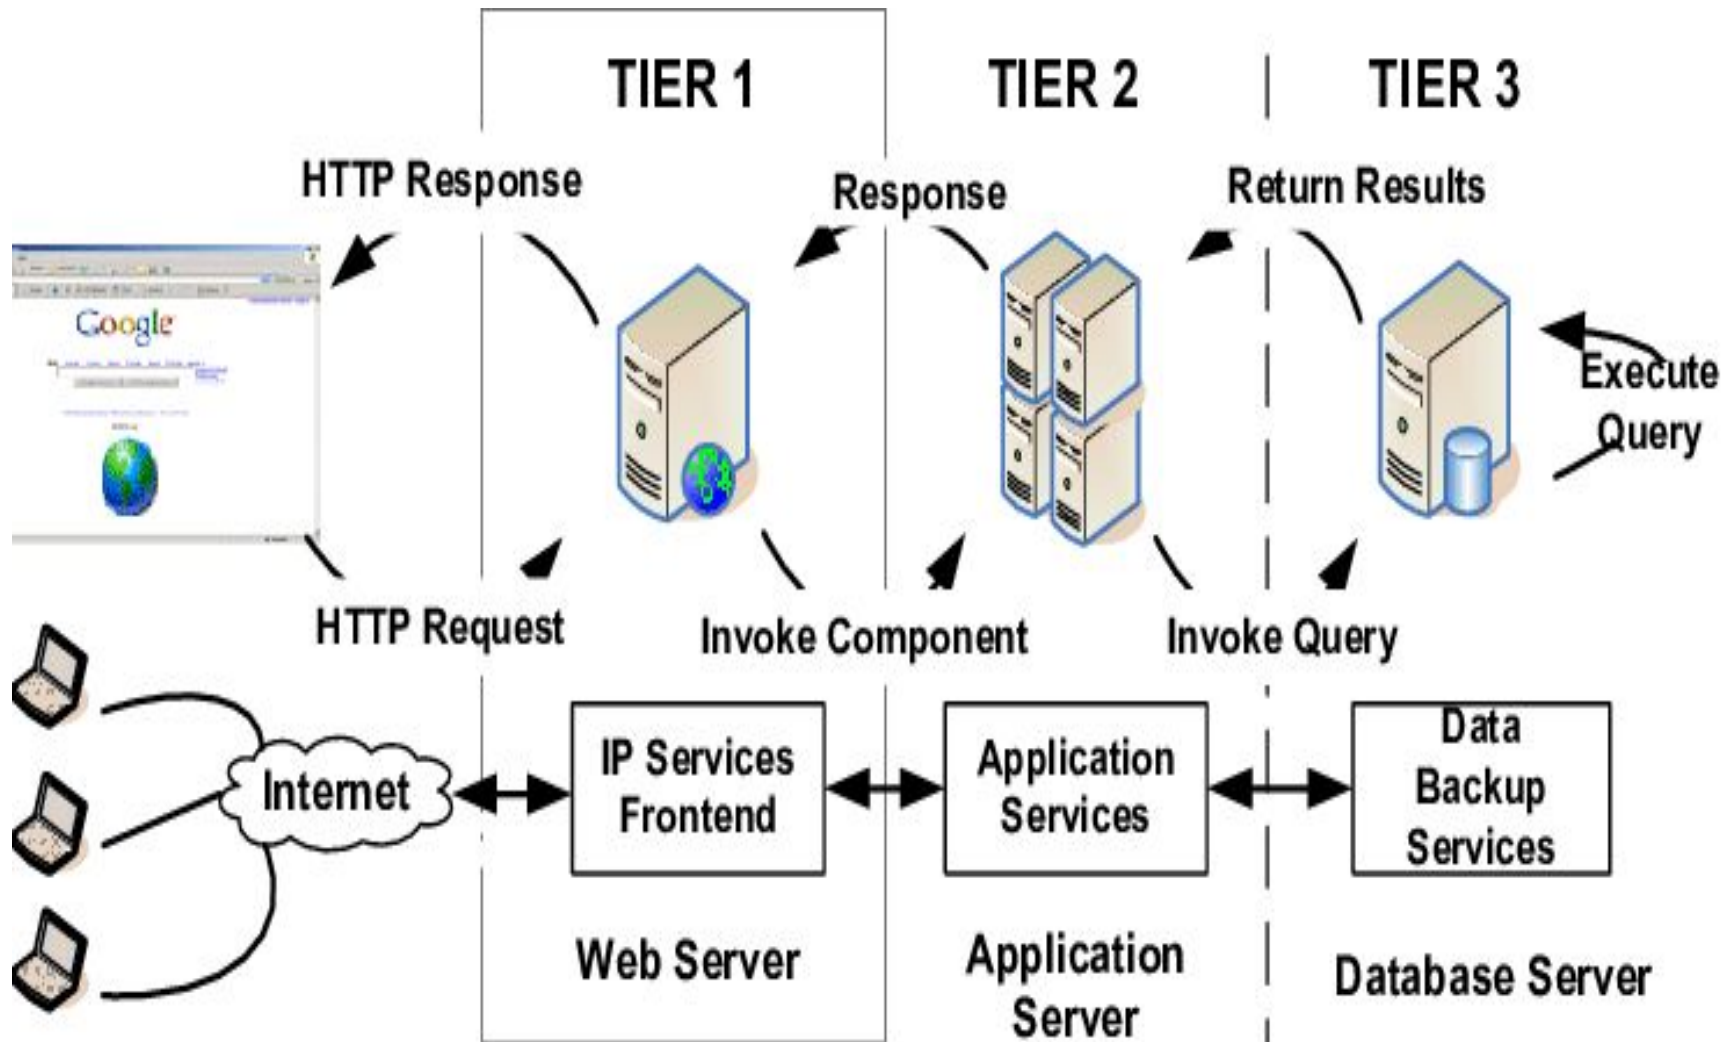 TIER 1
TIER 2
TIER 3
HTTP Response
Response
Return Results
Google
Execute
Query
HTTP Request
Invoke Component
Invoke Query
Internet
IP Services
Frontend
Application
Services
Data
Backup
Services
Web Server
Application
Server
Database Server